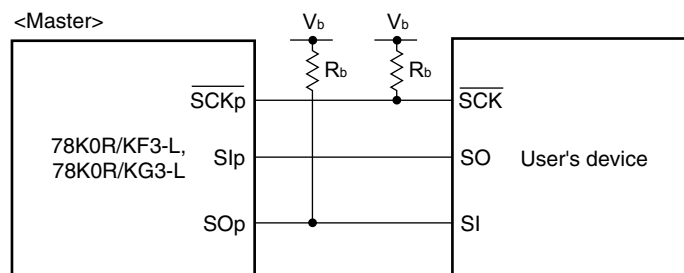 <Master>
Vb Vb
Rb Rb
SCKp SCK
78K0R/KF3-L,
78K0R/KG3-L
SIp SO User's device
SOp SI